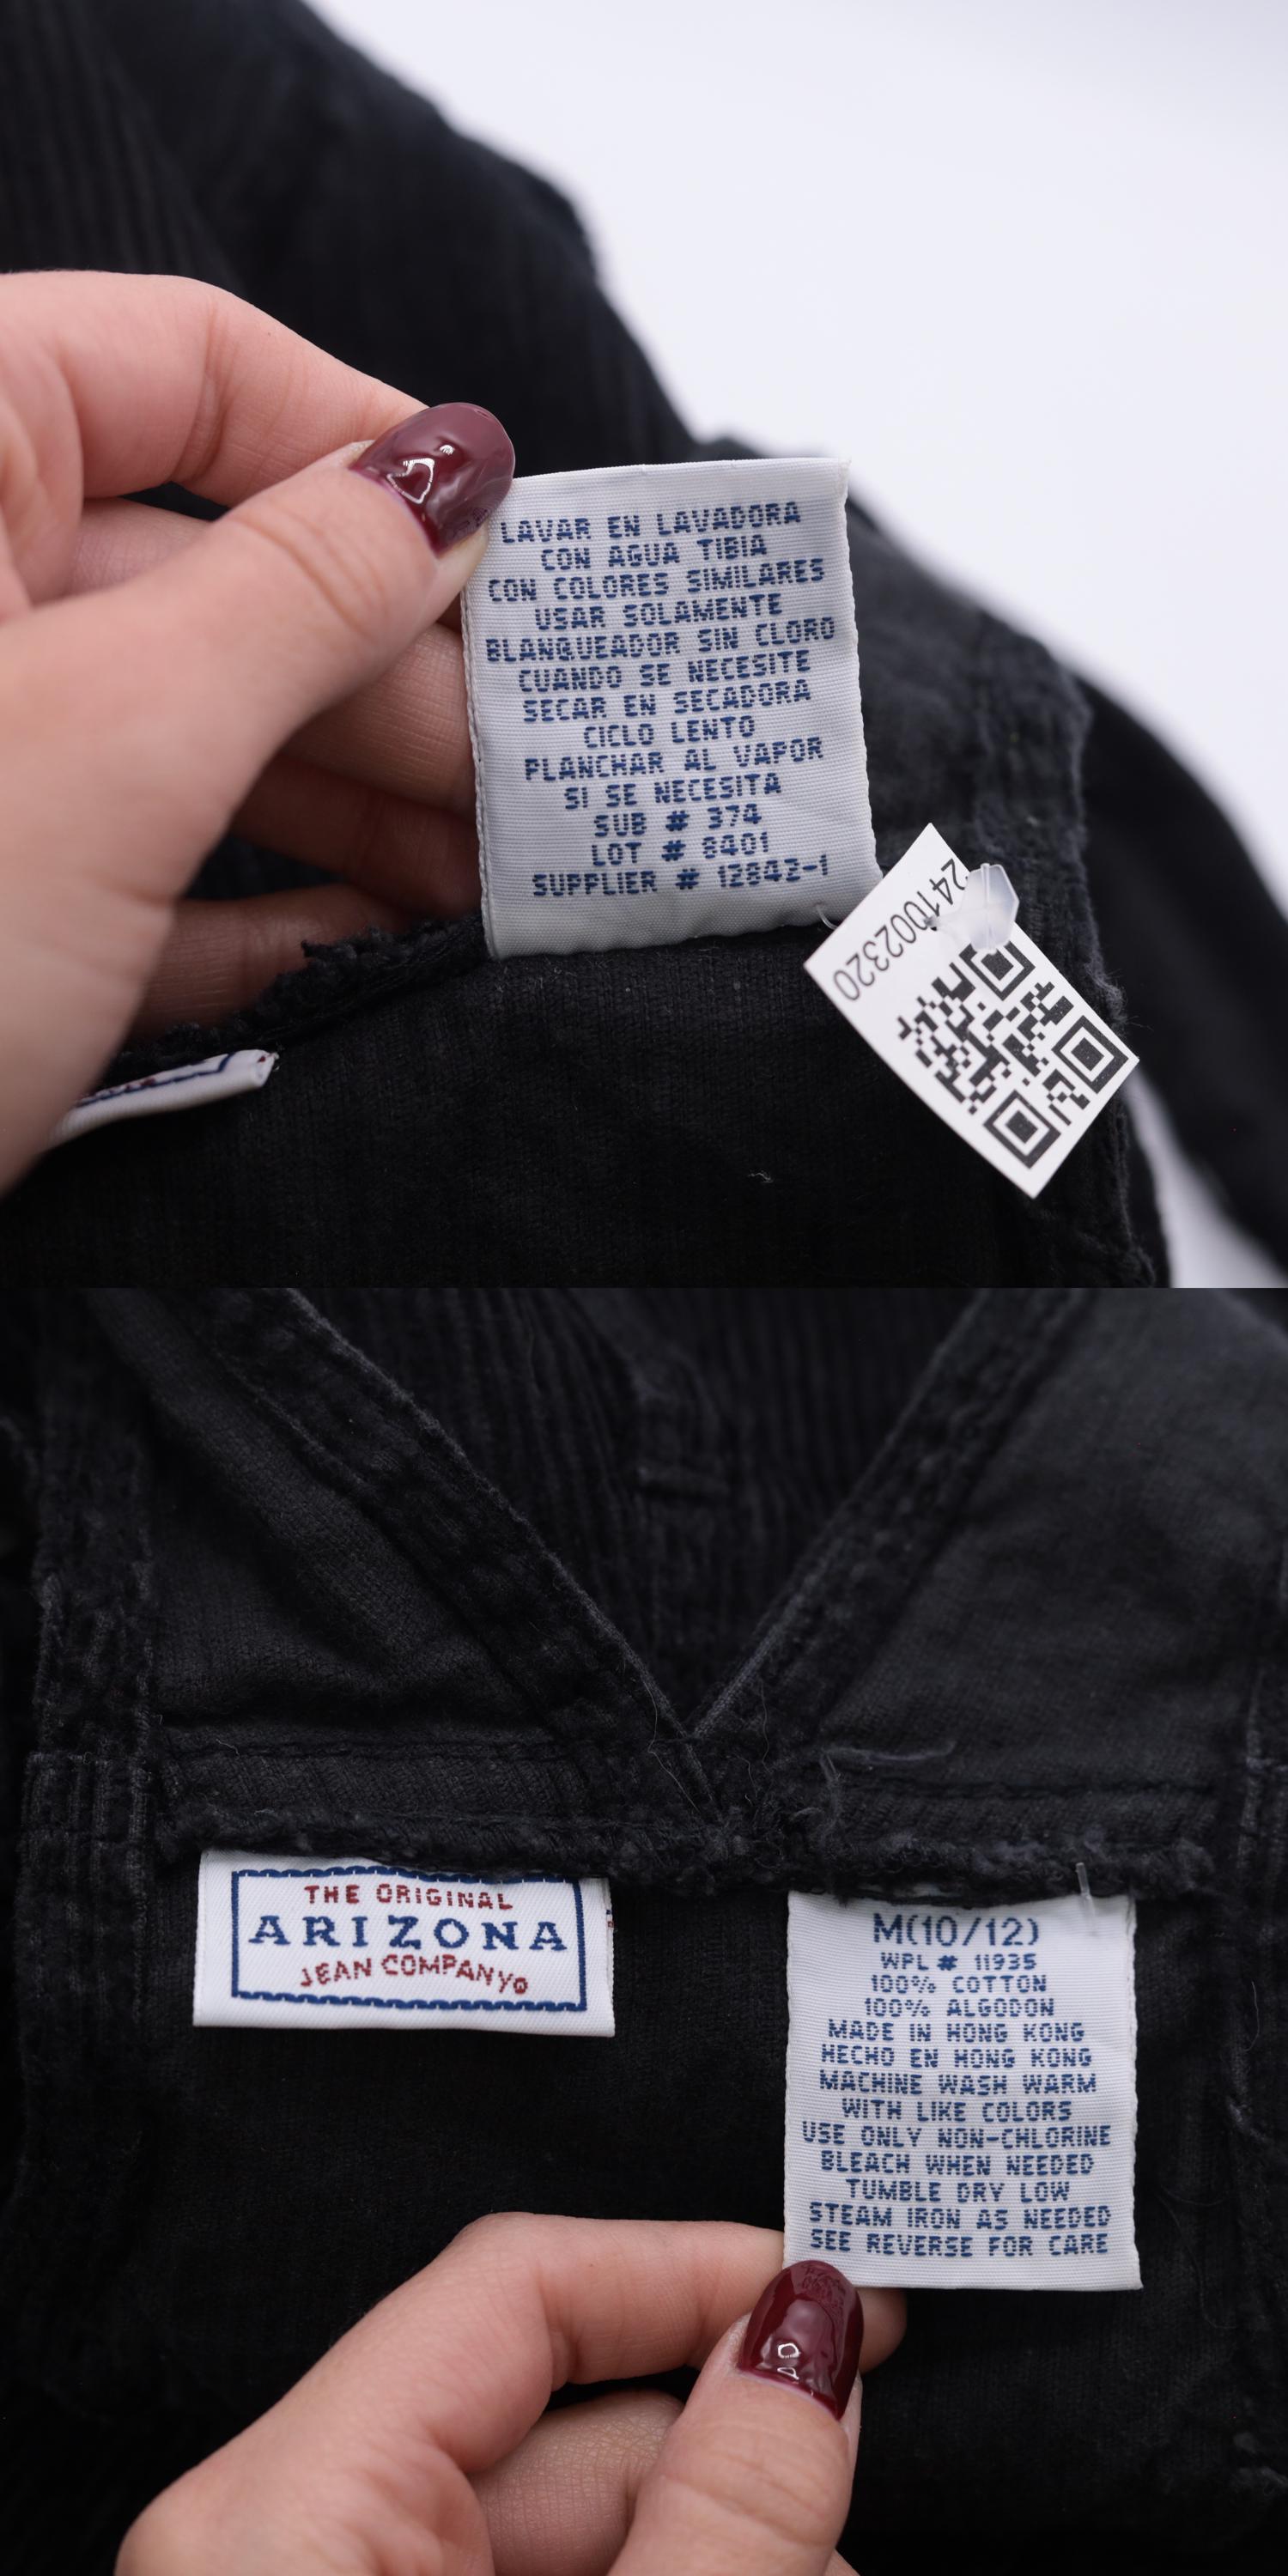 LAVAR EN LAVADORA
CON AGUA TIBIA
CON COLORES SIMILARES
USAR SOLAMENTE
BLANQUEADOR SIN CLORO
CUANDO SE NECESITE
SECAR EN SECADORA
CICLO LENTO
PLANCHAR AL VAPOR
SI SE NECESITA
SUB # 374
LOT # 8401
SUPPLIER # 12842-1
241002320
THE ORIGINAL
ARIZONA
JEAN COMPANY®
M(10/12)
WPL # 11935
100% COTTON
100% ALGODON
MADE IN HONG KONG
HECHO EN HONG KONG
MACHINE WASH WARM
WITH LIKE COLORS
USE ONLY NON-CHLORINE
BLEACH WHEN NEEDED
TUMBLE DRY LOW
STEAM IRON AS NEEDED
SEE REVERSE FOR CARE